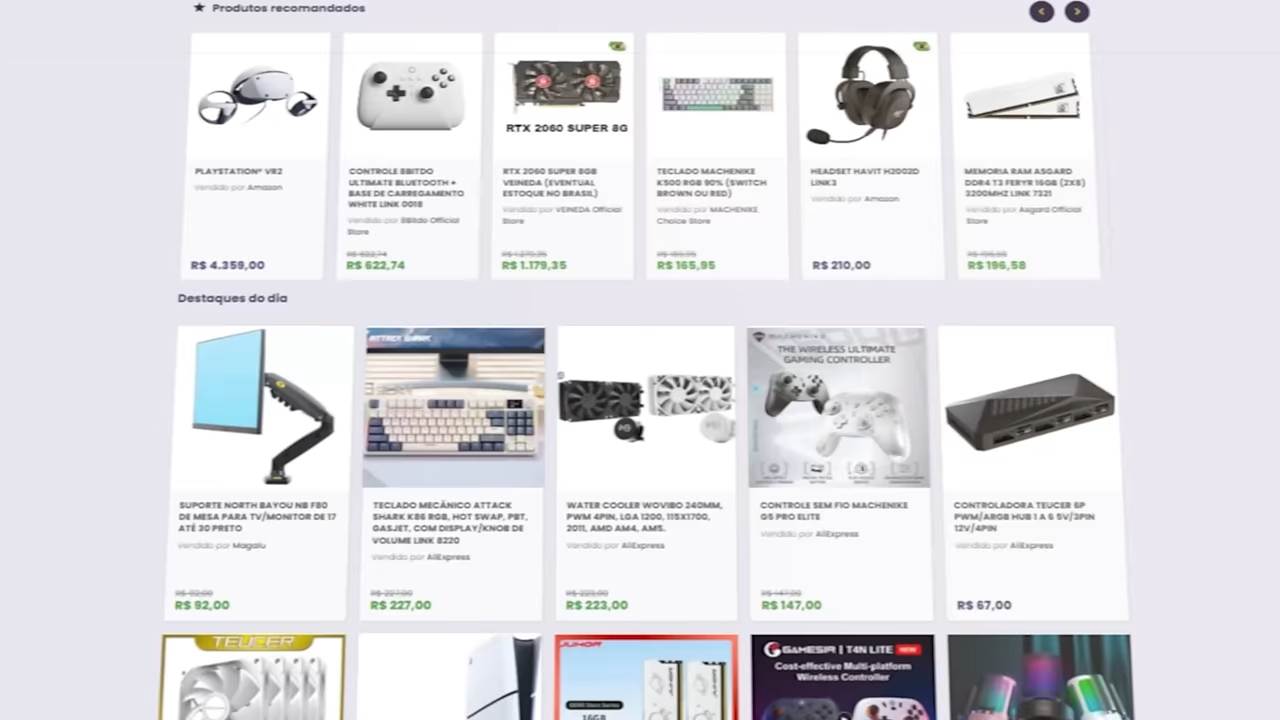 ★ Produtos recomandados
RTX 2060 SUPER 8G
PLAYSTATION® VR2
Vendido por Amazon
R$ 4.359,00
CONTROLE 8BITDO
ULTIMATE BLUETOOTH +
BASE DE CARREGAMENTO
WHITE LINK 0018
Vendido por 8Bitdo Official
Store
R$ 622,74
R$ 622,74
RTX 2060 SUPER 8GB
VEINEDA (EVENTUAL
ESTOQUE NO BRASIL)
Vendido por VEINEDA Official
Store
R$ 1.279,35
R$ 1.179,35
TECLADO MACHENIKE
K500 RGB 90% (SWITCH
BROWN OU RED)
Vendido por MACHENIKE
Choice Store
R$ 165,95
HEADSET HAVIT H2002D
LINK3
Vendido por Amazon
R$ 210,00
MEMORIA RAM ASGARD
DDR4 T3 FERYR 16GB (2X8)
3200MHZ LINK 7321
Vendido por Asgard Official
Store
R$ 196,58
R$ 196,58
Destaques do dia
ATTACK SHARK
MACHENIKE
THE WIRELESS ULTIMATE
GAMING CONTROLLER
SUPORTE NORTH BAYOU NB F80
DE MESA PARA TV/MONITOR DE 17
ATÉ 30 PRETO
Vendido por Magalu
R$ 92,00
R$ 92,00
TECLADO MECÂNICO ATTACK
SHARK K86 RGB, HOT SWAP, PBT,
GASJET, COM DISPLAY/KNOB DE
VOLUME LINK 8220
Vendido por AliExpress
R$ 227,00
R$ 227,00
WATER COOLER WOVIBO 240MM,
PWM 4PIN, LGA 1200, 115X1700,
2011, AMD AM4, AM5.
Vendido por AliExpress
R$ 223,00
R$ 223,00
CONTROLE SEM FIO MACHENIKE
G5 PRO ELITE
Vendido por AliExpress
R$ 147,00
R$ 147,00
CONTROLADORA TEUCER 6P
PWM/ARGB HUB 1 A 6 5V/3PIN
12V/4PIN
Vendido por AliExpress
R$ 67,00
TEUCER
JUHOR
16GB
GAMESIR | T4N LITE NEW
Cost-effective Multi-platform
Wireless Controller